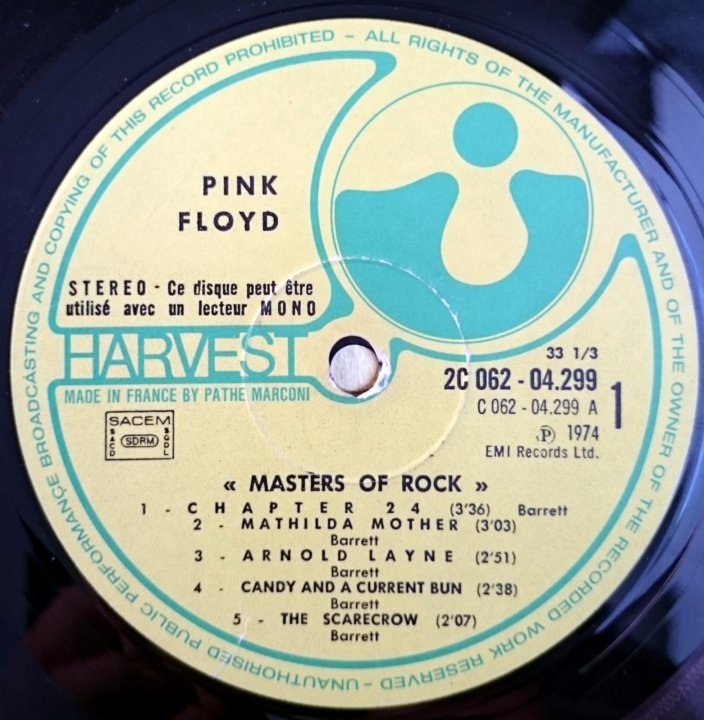 UNAUTHORISED PUBLIC PERFORMANCE BROADCASTING AND COPYING OF THIS RECORD PROHIBITED – ALL RIGHTS OF THE MANUFACTURER AND OF THE OWNER OF THE RECORDED WORK RESERVED –
PINK
FLOYD
STEREO - Ce disque peut être
utilisé avec un lecteur MONO
HARVEST
MADE IN FRANCE BY PATHE MARCONI
33 1/3
2C 062 - 04.299
C 062 - 04.299 A
1
℗ 1974
EMI Records Ltd.
SACEM
SACD
SDRM
SGDL
« MASTERS OF ROCK »
1 - CHAPTER 24 (3'36) Barrett
2 - MATHILDA MOTHER (3'03)
Barrett
3 - ARNOLD LAYNE (2'51)
Barrett
4 - CANDY AND A CURRENT BUN (2'38)
Barrett
5 - THE SCARECROW (2'07)
Barrett